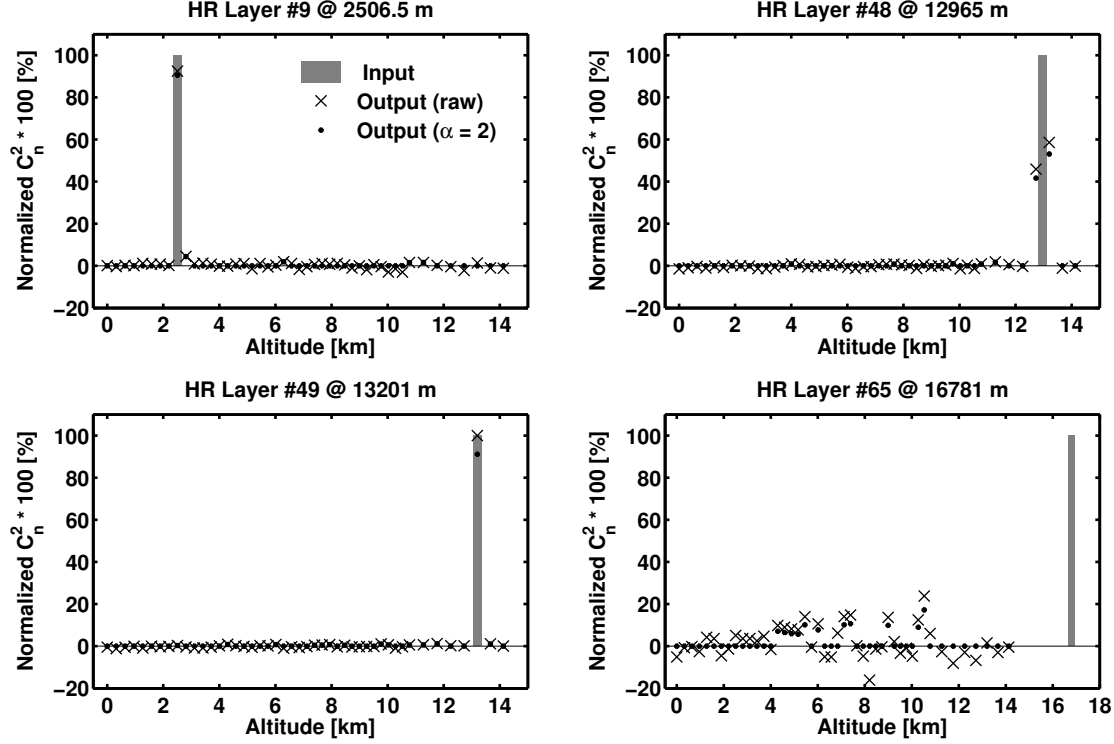 HR Layer #9 @ 2506.5 m
Normalized C_n^2 * 100 [%]
100
80
60
40
20
0
−20
Input
Output (raw)
Output (α = 2)
0 2 4 6 8 10 12 14
Altitude [km]
HR Layer #48 @ 12965 m
Normalized C_n^2 * 100 [%]
100
80
60
40
20
0
−20
0 2 4 6 8 10 12 14
Altitude [km]
HR Layer #49 @ 13201 m
Normalized C_n^2 * 100 [%]
100
80
60
40
20
0
−20
0 2 4 6 8 10 12 14
Altitude [km]
HR Layer #65 @ 16781 m
Normalized C_n^2 * 100 [%]
100
80
60
40
20
0
−20
0 2 4 6 8 10 12 14 16 18
Altitude [km]